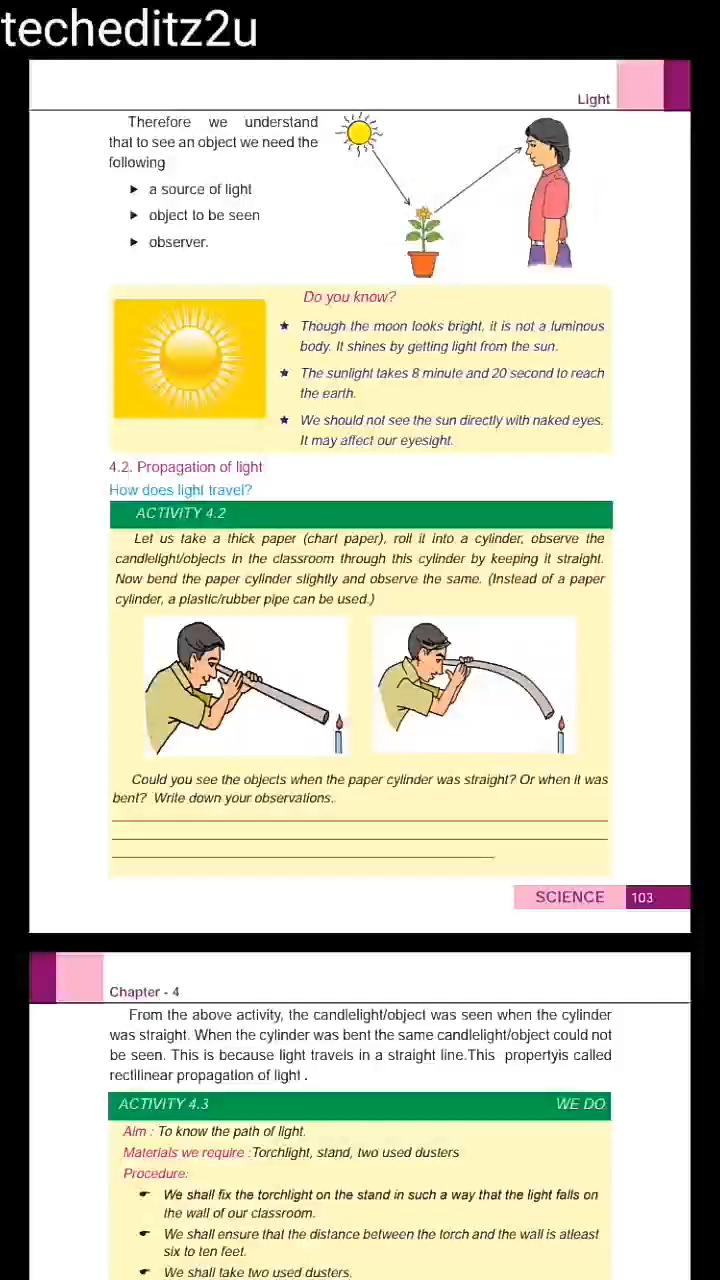 techeditz2u
Light
Therefore we understand
that to see an object we need the
following
a source of light
object to be seen
observer.
Do you know?
★ Though the moon looks bright, it is not a luminous
body. It shines by getting light from the sun.
★ The sunlight takes 8 minute and 20 second to reach
the earth.
★ We should not see the sun directly with naked eyes.
It may affect our eyesight.
4.2. Propagation of light
How does light travel?
ACTIVITY 4.2
Let us take a thick paper (chart paper), roll it into a cylinder, observe the
candlelight/objects in the classroom through this cylinder by keeping it straight.
Now bend the paper cylinder slightly and observe the same. (Instead of a paper
cylinder, a plastic/rubber pipe can be used.)
Could you see the objects when the paper cylinder was straight? Or when it was
bent? Write down your observations.
SCIENCE 103
Chapter - 4
From the above activity, the candlelight/object was seen when the cylinder
was straight. When the cylinder was bent the same candlelight/object could not
be seen. This is because light travels in a straight line.This propertyis called
rectilinear propagation of light .
ACTIVITY 4.3 WE DO
Aim : To know the path of light.
Materials we require :Torchlight, stand, two used dusters
Procedure:
We shall fix the torchlight on the stand in such a way that the light falls on
the wall of our classroom.
We shall ensure that the distance between the torch and the wall is atleast
six to ten feet.
We shall take two used dusters.